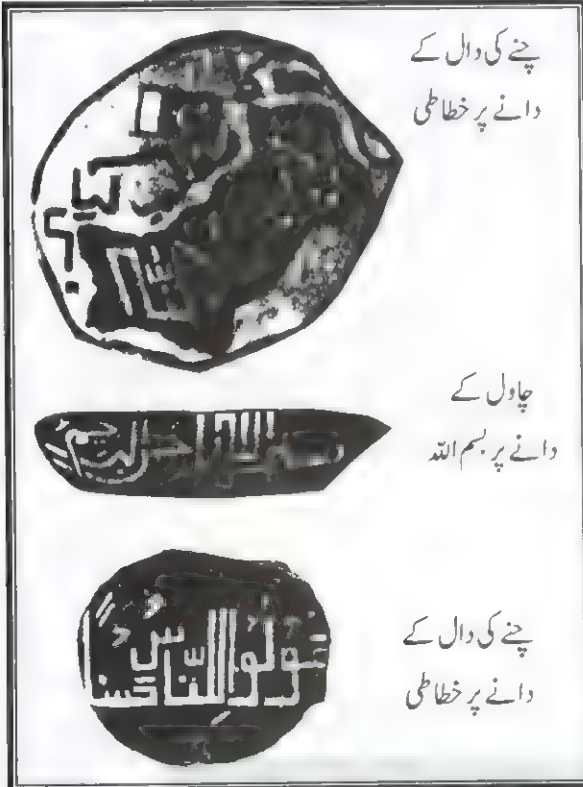 چنے کی دال کے
دانے پر خطاطی
چاول کے
دانے پر بسم اللہ
بسم اللہ الرحمن الرحیم
چنے کی دال کے
دانے پر خطاطی
قولوا للناس حسنا